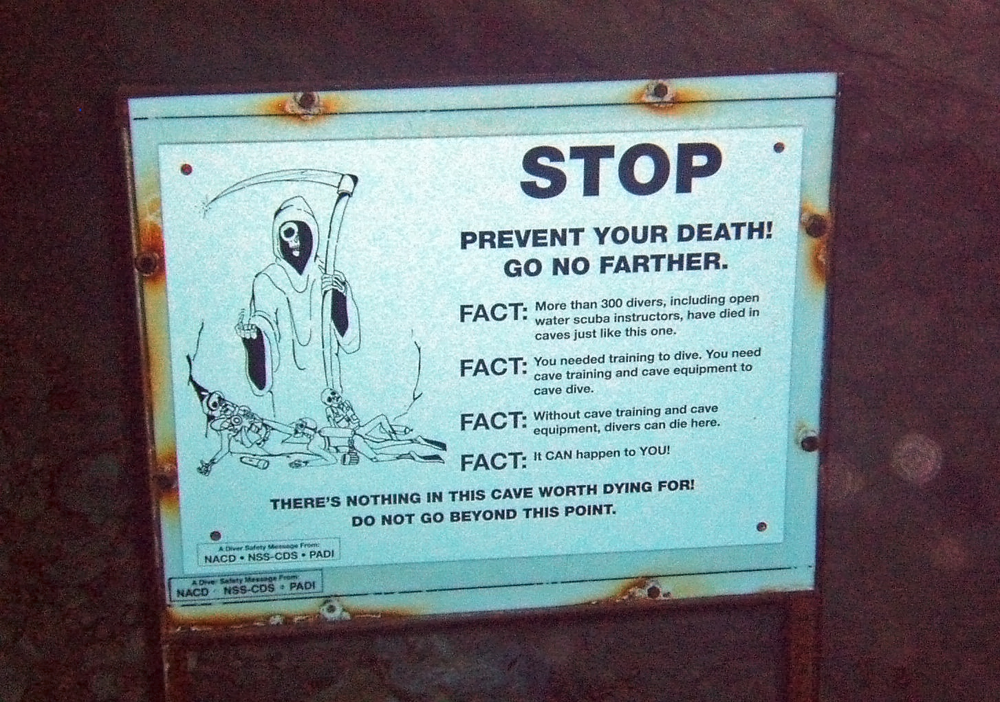 STOP
PREVENT YOUR DEATH!
GO NO FARTHER.
FACT: More than 300 divers, including open
water scuba instructors, have died in
caves just like this one.
FACT: You needed training to dive. You need
cave training and cave equipment to
cave dive.
FACT: Without cave training and cave
equipment, divers can die here.
FACT: It CAN happen to YOU!
THERE'S NOTHING IN THIS CAVE WORTH DYING FOR!
DO NOT GO BEYOND THIS POINT.
A Diver Safety Message From:
NACD • NSS-CDS • PADI
A Diver Safety Message From:
NACD • NSS-CDS • PADI